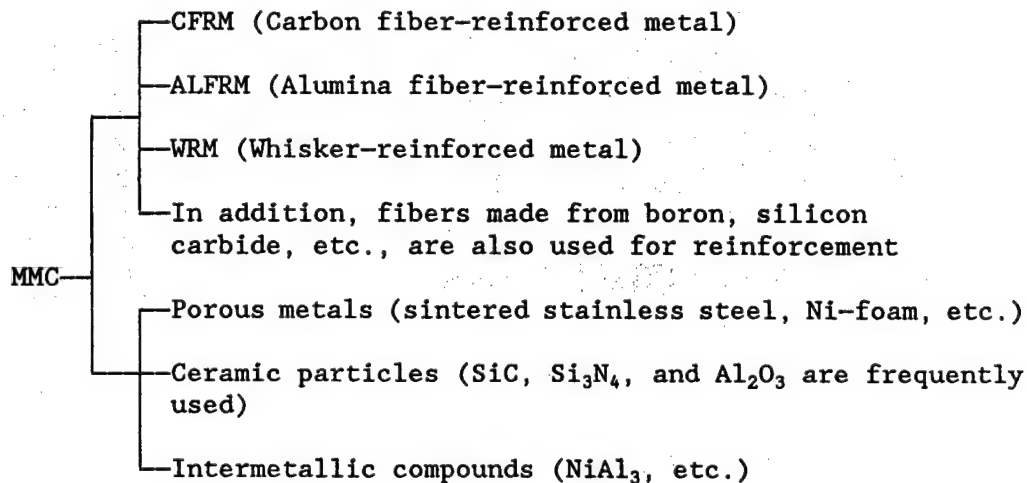 CFRM (Carbon fiber-reinforced metal)
ALFRM (Alumina fiber-reinforced metal)
WRM (Whisker-reinforced metal)
In addition, fibers made from boron, silicon
carbide, etc., are also used for reinforcement
MMC
Porous metals (sintered stainless steel, Ni-foam, etc.)
Ceramic particles (SiC, Si₃N₄, and Al₂O₃ are frequently
used)
Intermetallic compounds (NiAl₃, etc.)